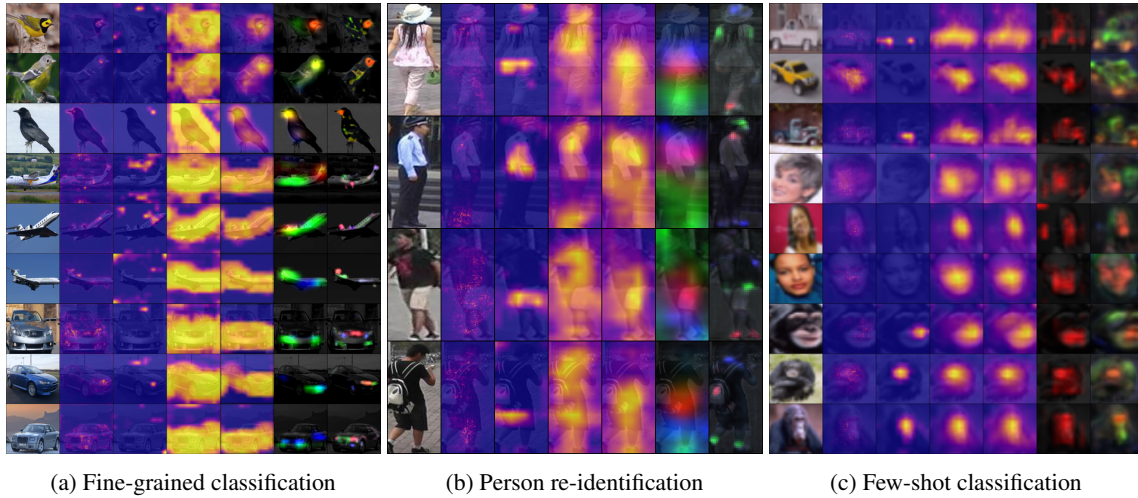 (a) Fine-grained classification
(b) Person re-identification
(c) Few-shot classification